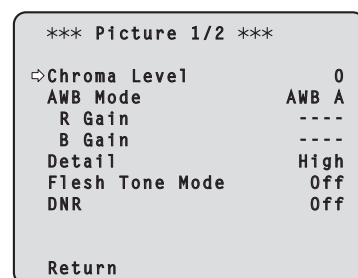 *** Picture 1/2 ***
⇨Chroma Level 0
AWB Mode AWB A
R Gain ----
B Gain ----
Detail High
Flesh Tone Mode Off
DNR Off
Return